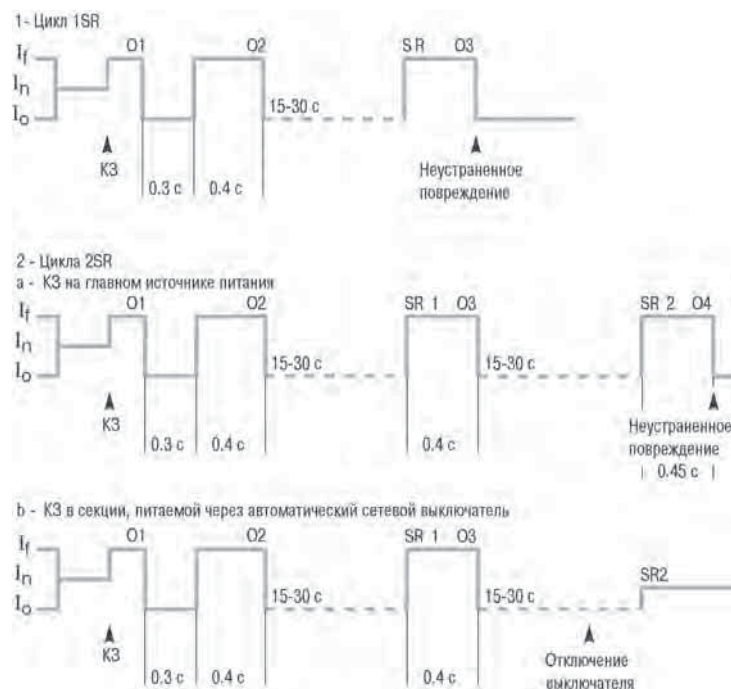 1- Цикл 1SR
If O1 O2 SR O3
In
Io 15-30 с
КЗ Неустраненное
повреждение
0.3 с 0.4 с
2 - Цикла 2SR
a - КЗ на главном источнике питания
If O1 O2 SR 1 O3 SR 2 O4
In
Io 15-30 с 15-30 с
КЗ Неустраненное
повреждение
0.3 с 0.4 с 0.4 с 0.45 с
b - КЗ в секции, питаемой через автоматический сетевой выключатель
If O1 O2 SR 1 O3
In SR2
Io 15-30 с 15-30 с
КЗ Отключение
выключателя
0.3 с 0.4 с 0.4 с